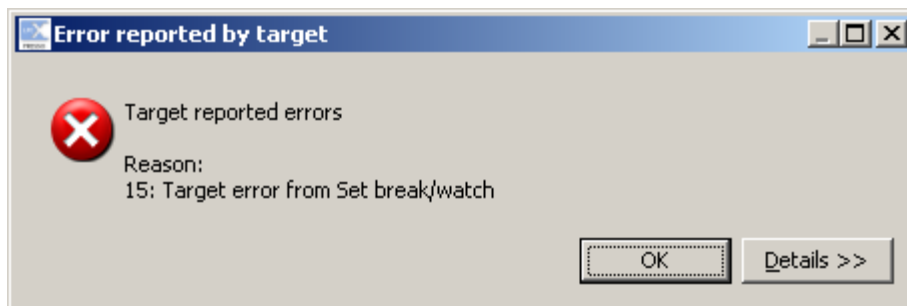 Error reported by target
Target reported errors
Reason:
15: Target error from Set break/watch
OK
Details >>